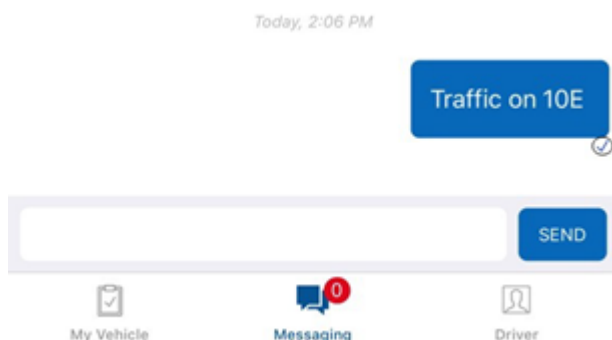 Today, 2:06 PM
Traffic on 10E
SEND
0
My Vehicle
Messaging
Driver